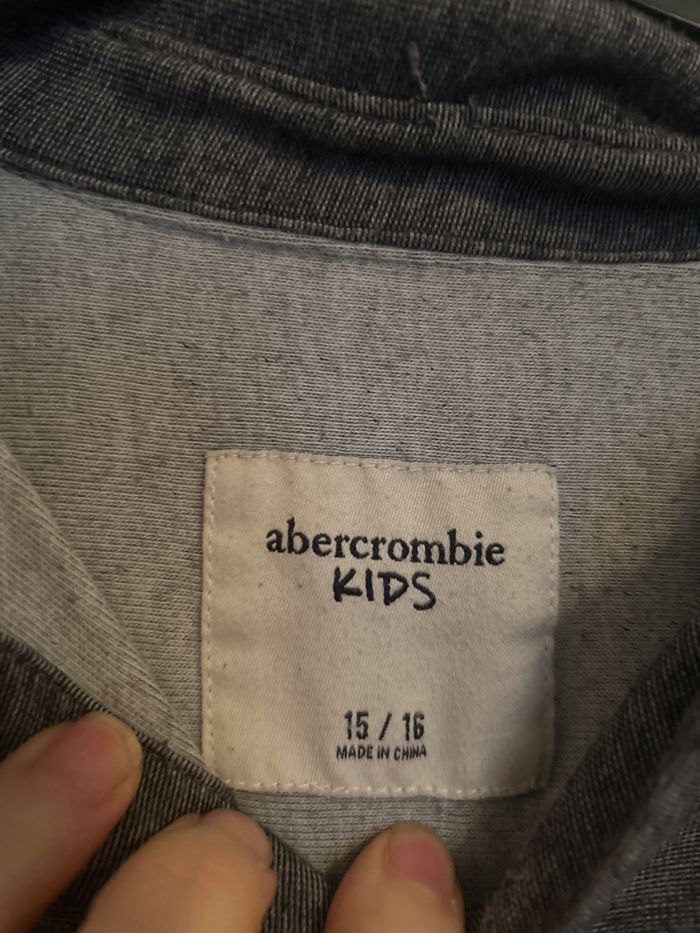 abercrombie
KIDS
15 / 16
MADE IN CHINA